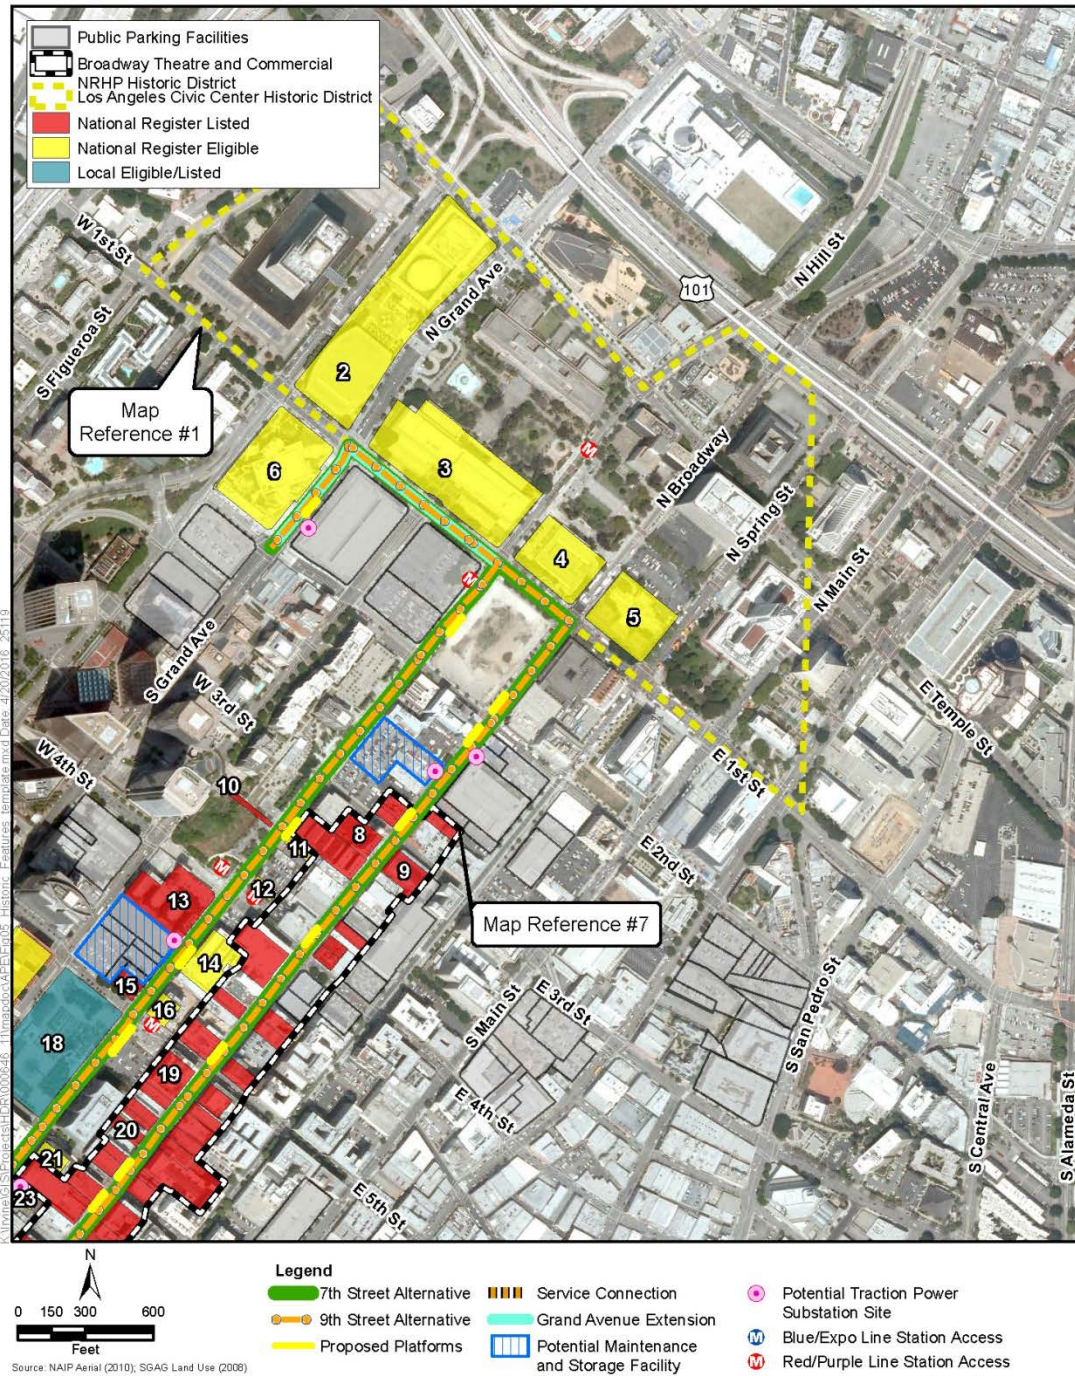 Public Parking Facilities
Broadway Theatre and Commercial
NRHP Historic District
Los Angeles Civic Center Historic District
National Register Listed
National Register Eligible
Local Eligible/Listed
W 1st St
S Figueroa St
Map
Reference #1
N Grand Ave
101
N Hill St
2
6
3
M
N Broadway
N Spring St
N Main St
4
5
M
S Grand Ave
W 3rd St
W 4th St
E Temple St
E 1st St
E 2nd St
10
11
8
9
M
12
M
13
Map Reference #7
14
15
16
M
18
19
20
21
23
S Main St
E 3rd St
E 4th St
E 5th St
S San Pedro St
S Central Ave
S Alameda St
N
0 150 300 600
Feet
Source: NAIP Aerial (2010); SGAG Land Use (2008)
Legend
7th Street Alternative
9th Street Alternative
Proposed Platforms
Service Connection
Grand Avenue Extension
Potential Maintenance
and Storage Facility
Potential Traction Power
Substation Site
M Blue/Expo Line Station Access
M Red/Purple Line Station Access